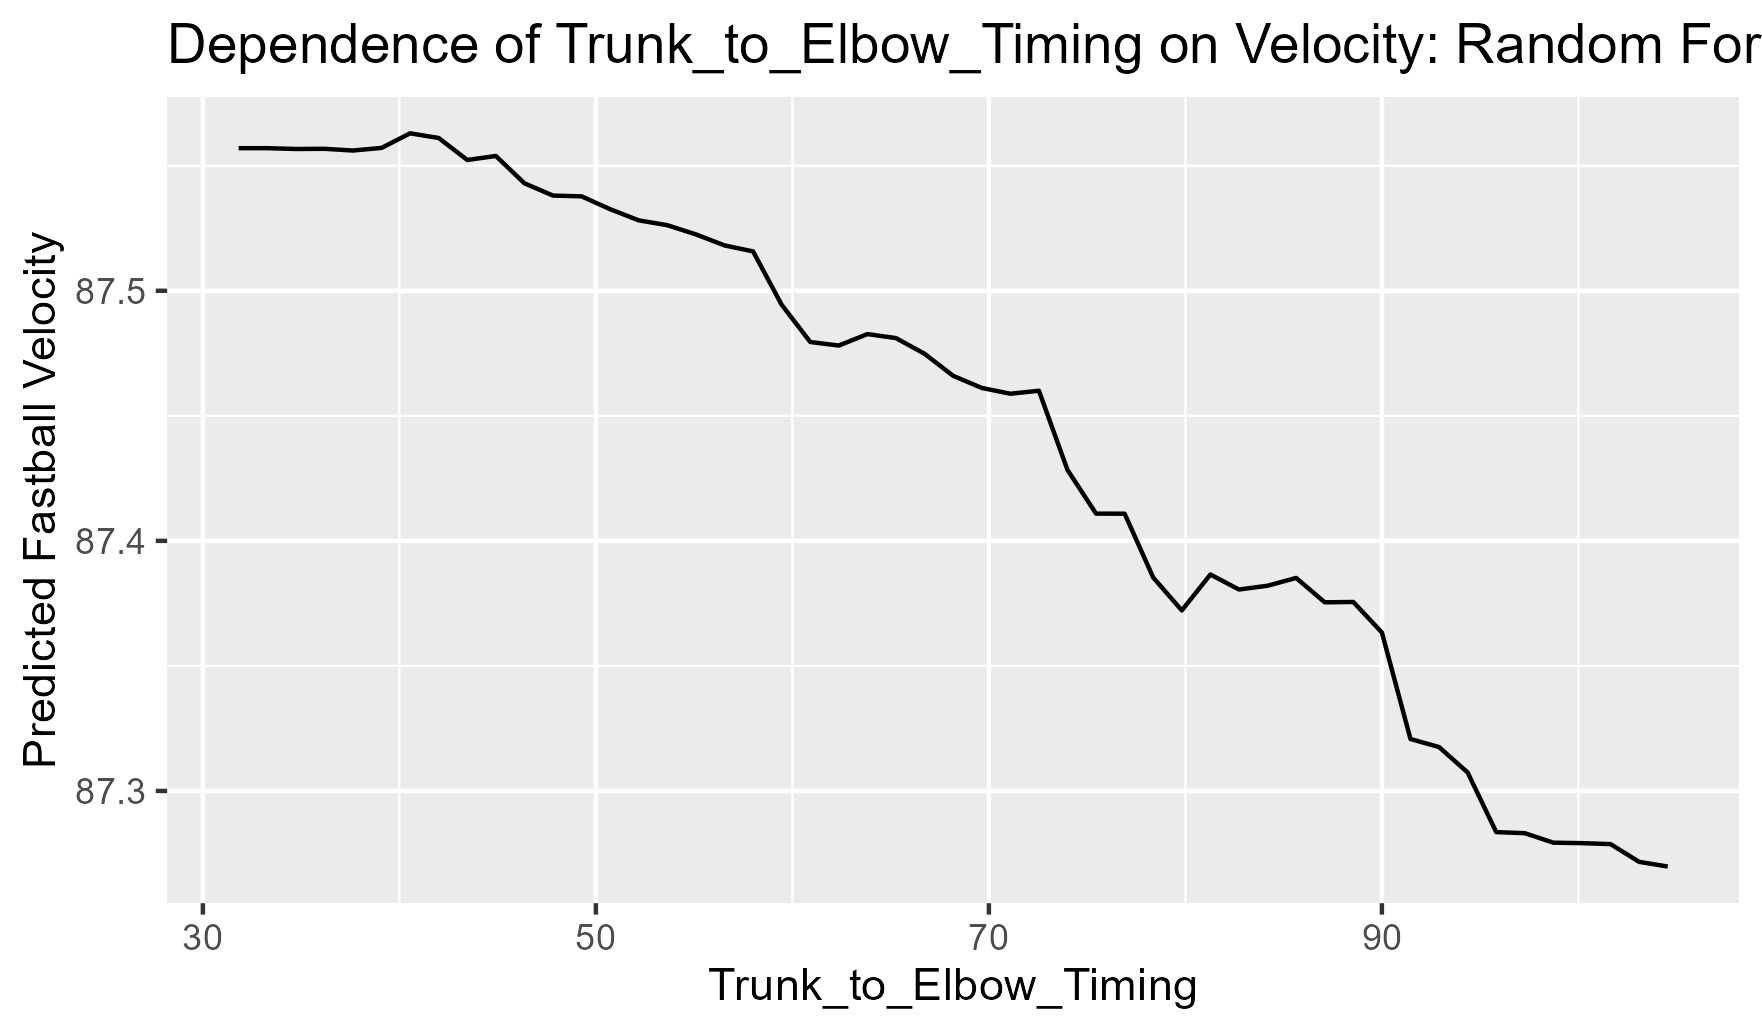 Dependence of Trunk_to_Elbow_Timing on Velocity: Random For
Predicted Fastball Velocity
87.5
87.4
87.3
30 50 70 90
Trunk_to_Elbow_Timing